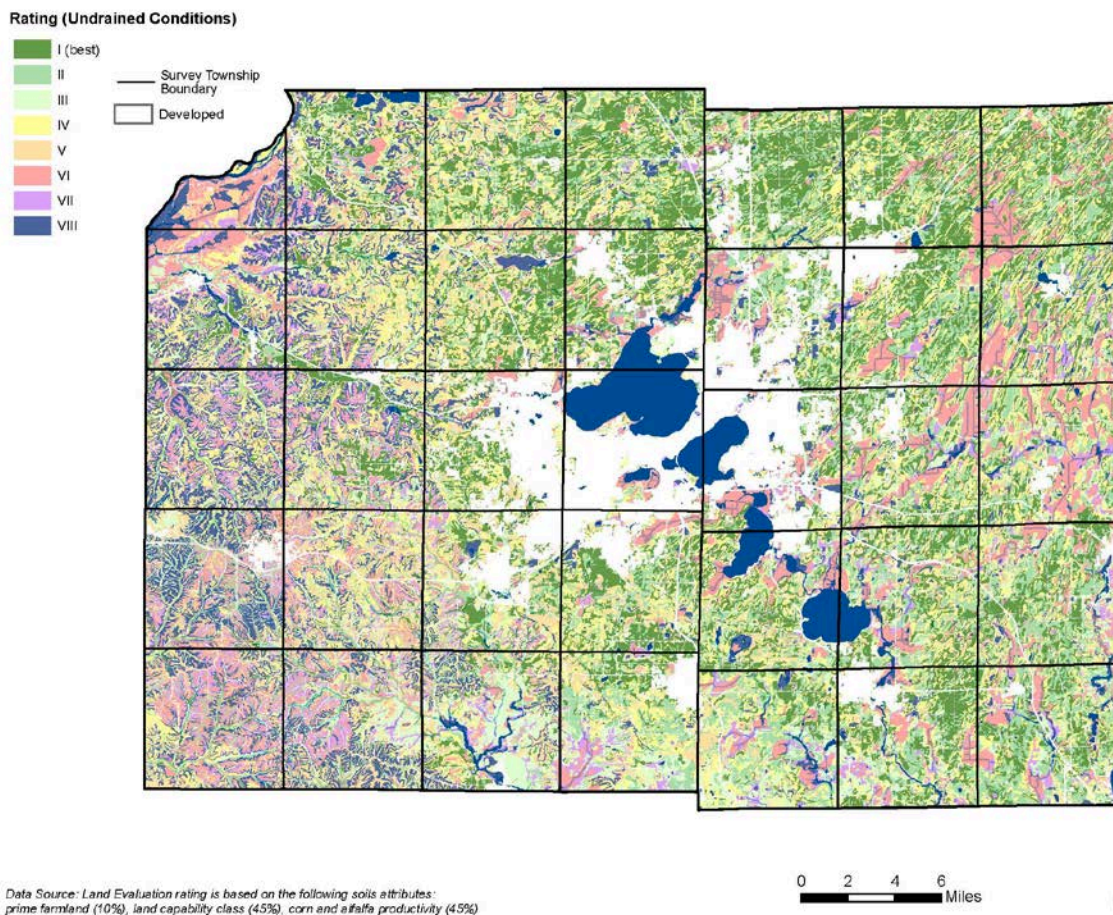 Rating (Undrained Conditions)
I (best)
II
III
IV
V
VI
VII
VIII
Survey Township
Boundary
Developed
0 2 4 6
Miles
Data Source: Land Evaluation rating is based on the following soils attributes:
prime farmland (10%), land capability class (45%), corn and alfalfa productivity (45%)